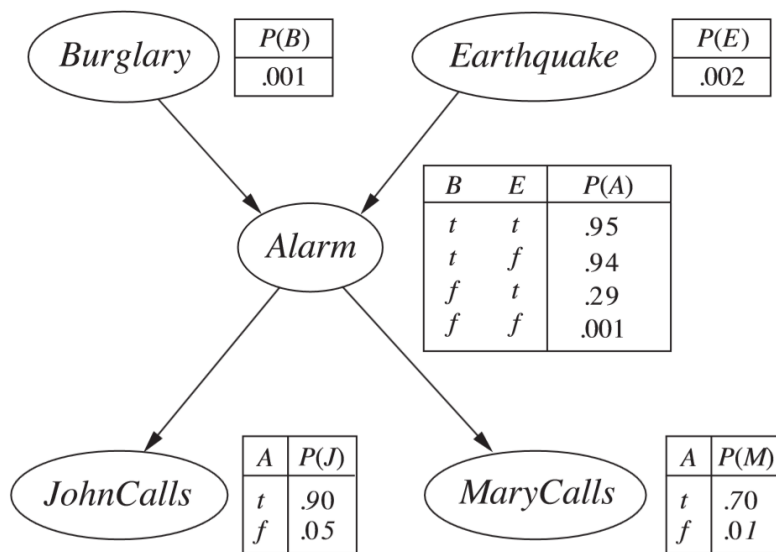 Burglary
P(B)
.001
Earthquake
P(E)
.002
Alarm
B E P(A)
t t .95
t f .94
f t .29
f f .001
JohnCalls
A P(J)
t .90
f .05
MaryCalls
A P(M)
t .70
f .01